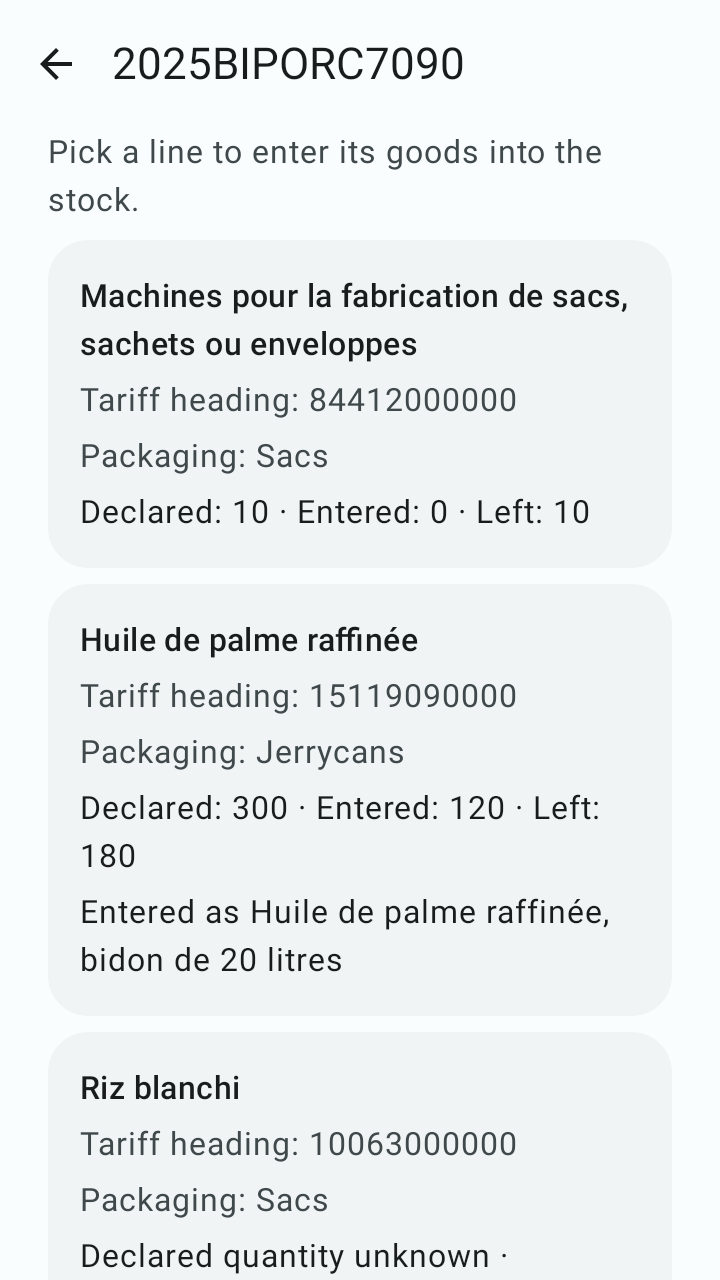 2025BIPORC7090
Pick a line to enter its goods into the
stock.
Machines pour la fabrication de sacs,
sachets ou enveloppes
Tariff heading: 84412000000
Packaging: Sacs
Declared: 10 · Entered: 0 · Left: 10
Huile de palme raffinée
Tariff heading: 15119090000
Packaging: Jerrycans
Declared: 300 · Entered: 120 · Left:
180
Entered as Huile de palme raffinée,
bidon de 20 litres
Riz blanchi
Tariff heading: 10063000000
Packaging: Sacs
Declared quantity unknown ·